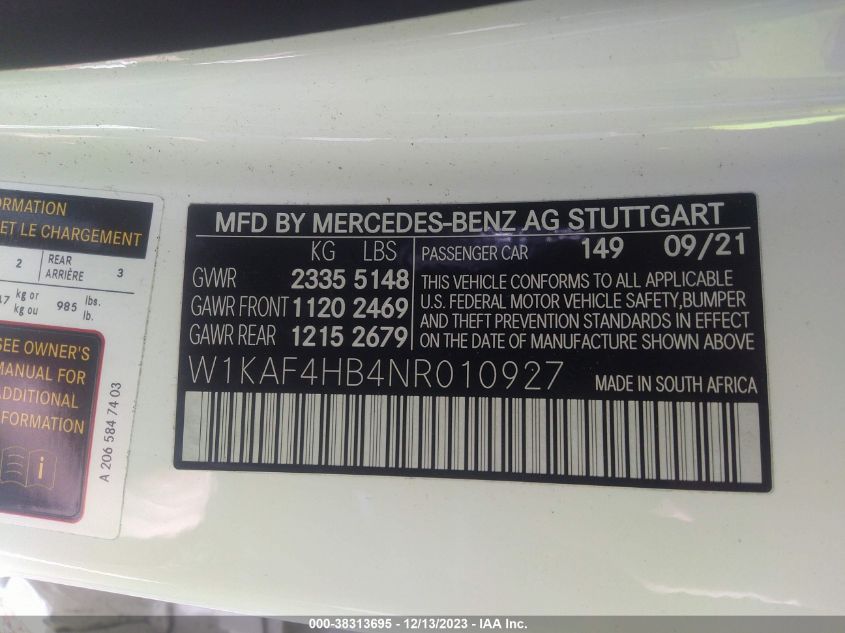 ORMATION
ET LE CHARGEMENT
2 REAR ARRIÈRE 3
kg or kg ou 985 lbs. lb.
SEE OWNER'S
MANUAL FOR
ADDITIONAL
FORMATION
i
A 206 584 74 03
MFD BY MERCEDES-BENZ AG STUTTGART
KG LBS
GVWR 2335 5148
GAWR FRONT 1120 2469
GAWR REAR 1215 2679
PASSENGER CAR 149 09/21
THIS VEHICLE CONFORMS TO ALL APPLICABLE
U.S. FEDERAL MOTOR VEHICLE SAFETY,BUMPER
AND THEFT PREVENTION STANDARDS IN EFFECT
ON THE DATE OF MANUFACTURE SHOWN ABOVE
W1KAF4HB4NR010927 MADE IN SOUTH AFRICA
000-38313695 - 12/13/2023 - IAA Inc.